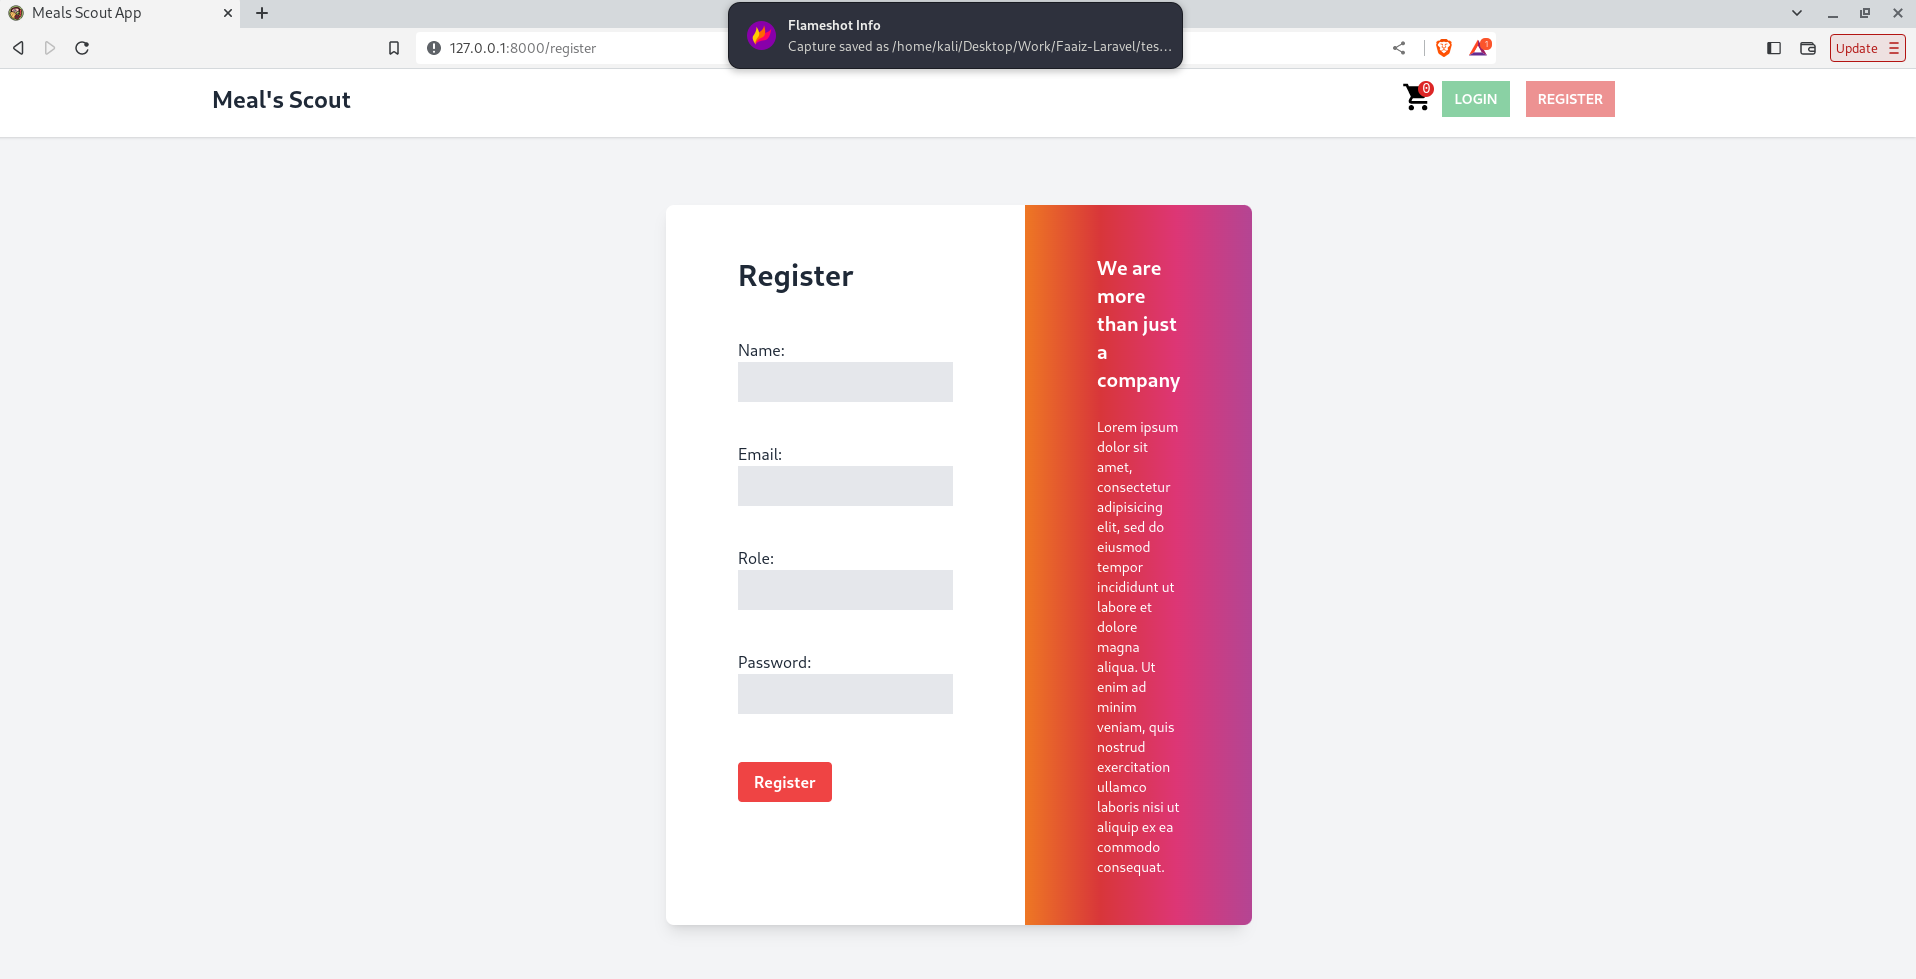 Meals Scout App
Flameshot Info
Capture saved as /home/kali/Desktop/Work/Faaiz-Laravel/tes...
127.0.0.1:8000/register
1
Update
Meal's Scout
0
LOGIN
REGISTER
Register
Name:
Email:
Role:
Password:
Register
We are
more
than just
a
company
Lorem ipsum
dolor sit
amet,
consectetur
adipisicing
elit, sed do
eiusmod
tempor
incididunt ut
labore et
dolore
magna
aliqua. Ut
enim ad
minim
veniam, quis
nostrud
exercitation
ullamco
laboris nisi ut
aliquip ex ea
commodo
consequat.